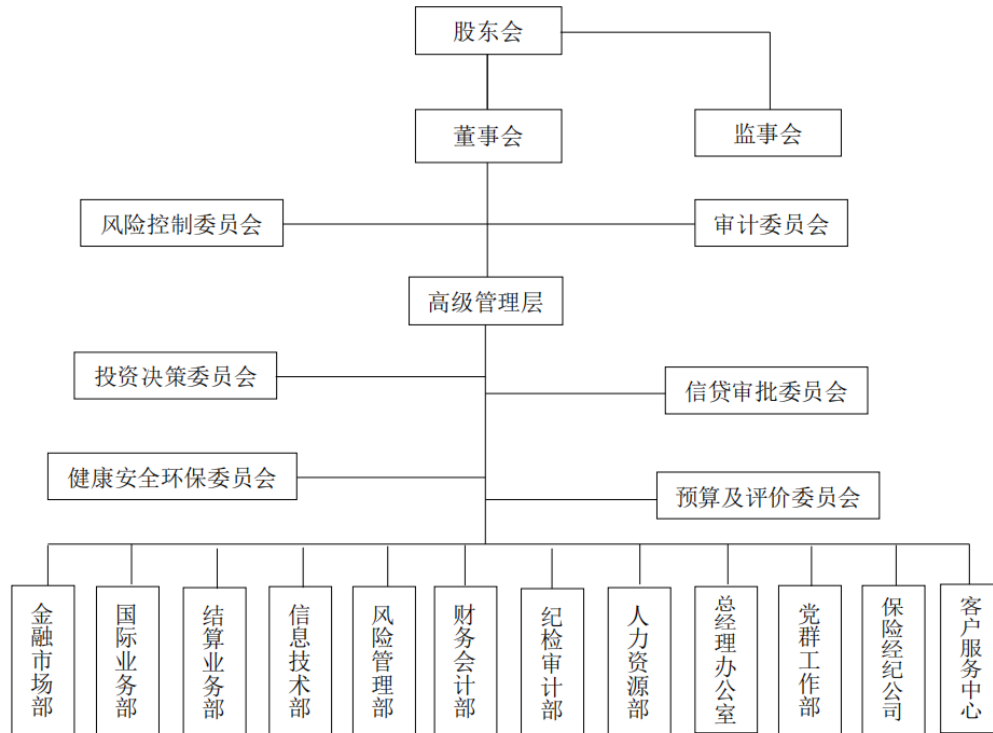 股东会
董事会
监事会
风险控制委员会
审计委员会
高级管理层
投资决策委员会
信贷审批委员会
健康安全环保委员会
预算及评价委员会
金融市场部
国际业务部
结算业务部
信息技术部
风险管理部
财务会计部
纪检审计部
人力资源部
总经理办公室
党群工作部
保险经纪公司
客户服务中心